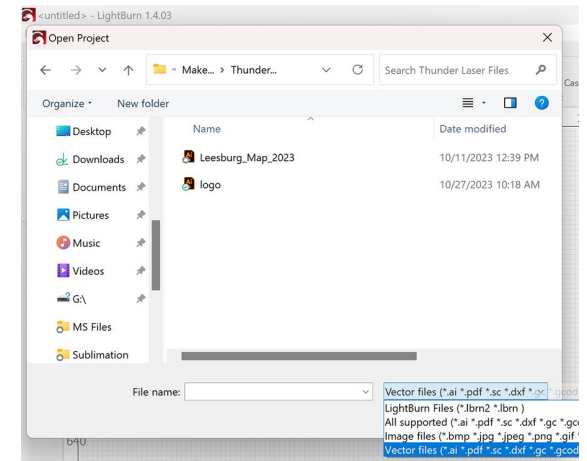 <untitled> - LightBurn 1.4.03
Open Project
Make... > Thunder...
Search Thunder Laser Files
Cas
Organize
New folder
Name
Date modified
Desktop
Downloads
Documents
Pictures
Music
Videos
G:\
MS Files
Sublimation
Leesburg_Map_2023
10/11/2023 12:39 PM
logo
10/27/2023 10:18 AM
File name:
Vector files (*.ai *.pdf *.sc *.dxf *.gc *.gcod
LightBurn Files (*.lbrn2 *.lbrn )
All supported (*.ai *.pdf *.sc *.dxf *.gc *.gco
Image files (*.bmp *.jpg *.jpeg *.png *.gif *
Vector files (*.ai *.pdf *.sc *.dxf *.gc *.gcod
640